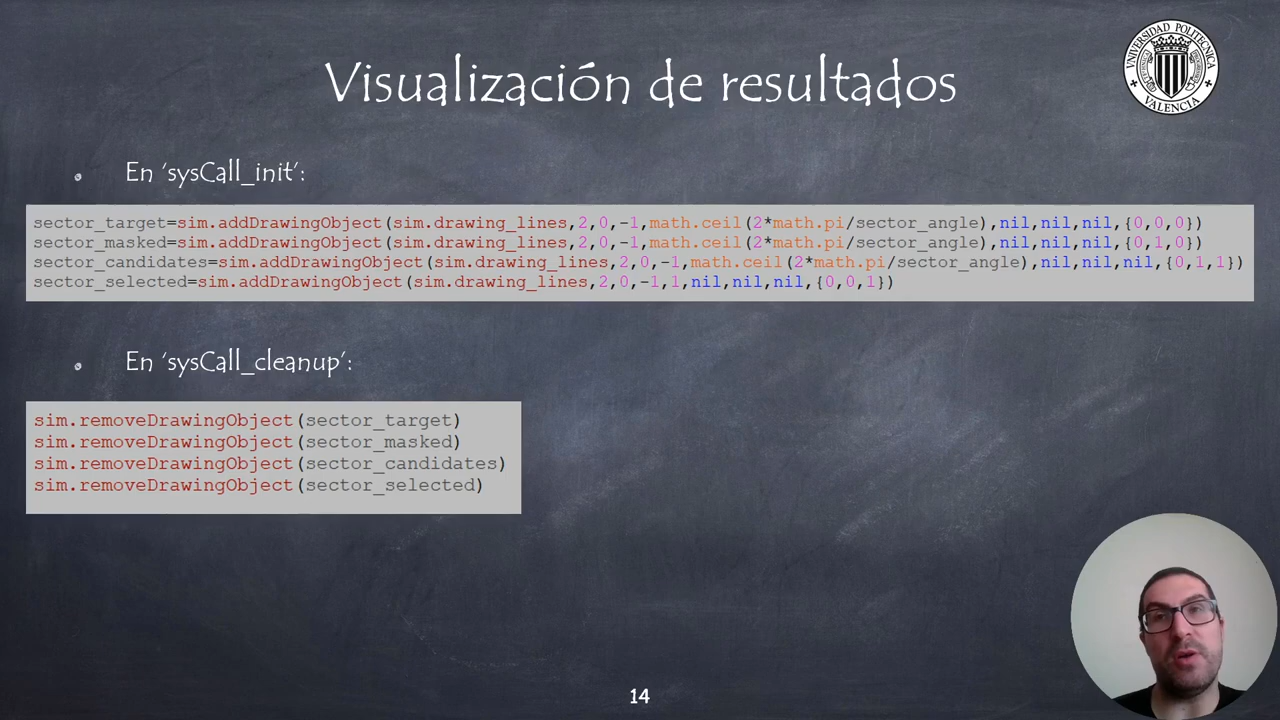 Visualización de resultados
UNIVERSIDAD POLITECNICA
VALENCIA
En 'sysCall_init':
sector_target=sim.addDrawingObject(sim.drawing_lines,2,0,-1,math.ceil(2*math.pi/sector_angle),nil,nil,nil,{0,0,0})
sector_masked=sim.addDrawingObject(sim.drawing_lines,2,0,-1,math.ceil(2*math.pi/sector_angle),nil,nil,nil,{0,1,0})
sector_candidates=sim.addDrawingObject(sim.drawing_lines,2,0,-1,math.ceil(2*math.pi/sector_angle),nil,nil,nil,{0,1,1})
sector_selected=sim.addDrawingObject(sim.drawing_lines,2,0,-1,1,nil,nil,nil,{0,0,1})
En 'sysCall_cleanup':
sim.removeDrawingObject(sector_target)
sim.removeDrawingObject(sector_masked)
sim.removeDrawingObject(sector_candidates)
sim.removeDrawingObject(sector_selected)
14